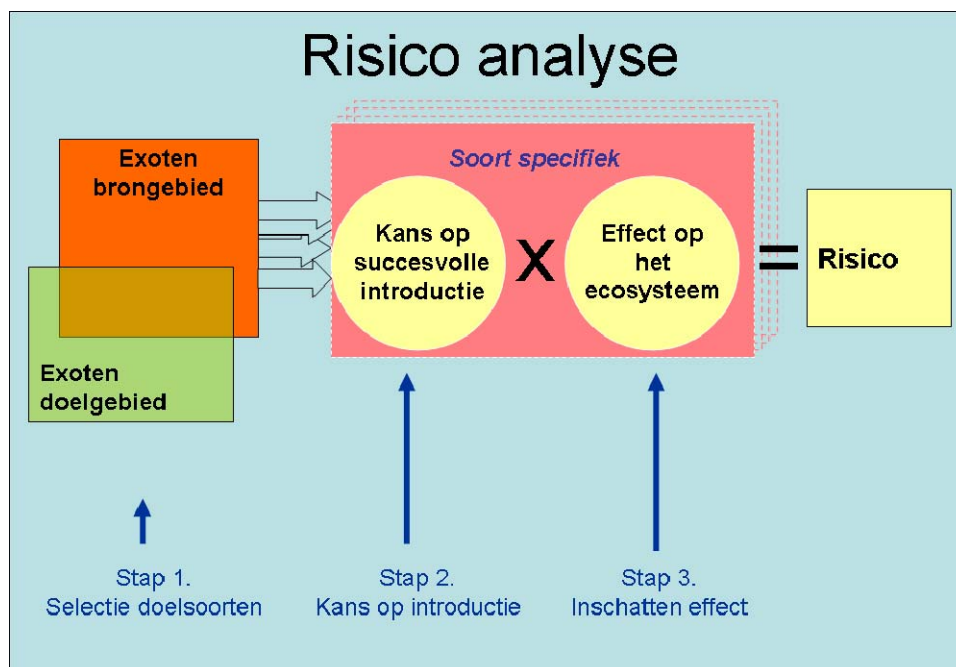 Risico analyse
Exoten
brongebied
Exoten
doelgebied
Soort specifiek
Kans op
succesvolle
introductie
X
Effect op
het
ecosysteem
=
Risico
Stap 1.
Selectie doelsoorten
Stap 2.
Kans op introductie
Stap 3.
Inschatten effect